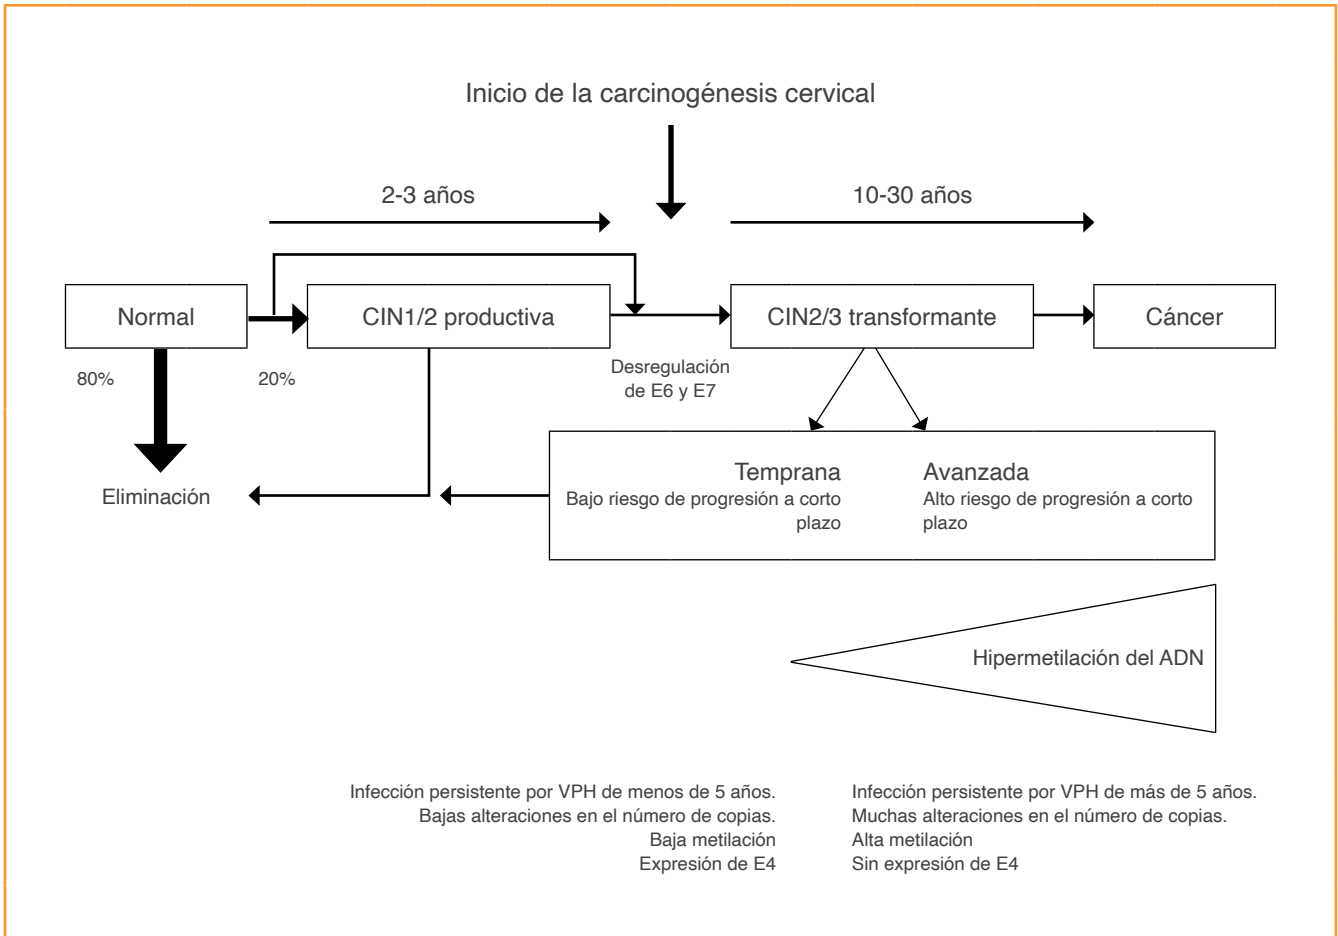 Inicio de la carcinogénesis cervical
2-3 años
10-30 años
Normal
CIN1/2 productiva
CIN2/3 transformante
Cáncer
80%
20%
Desregulación
de E6 y E7
Eliminación
Temprana
Bajo riesgo de progresión a corto
plazo
Avanzada
Alto riesgo de progresión a corto
plazo
Hipermetilación del ADN
Infección persistente por VPH de menos de 5 años.
Bajas alteraciones en el número de copias.
Baja metilación
Expresión de E4
Infección persistente por VPH de más de 5 años.
Muchas alteraciones en el número de copias.
Alta metilación
Sin expresión de E4